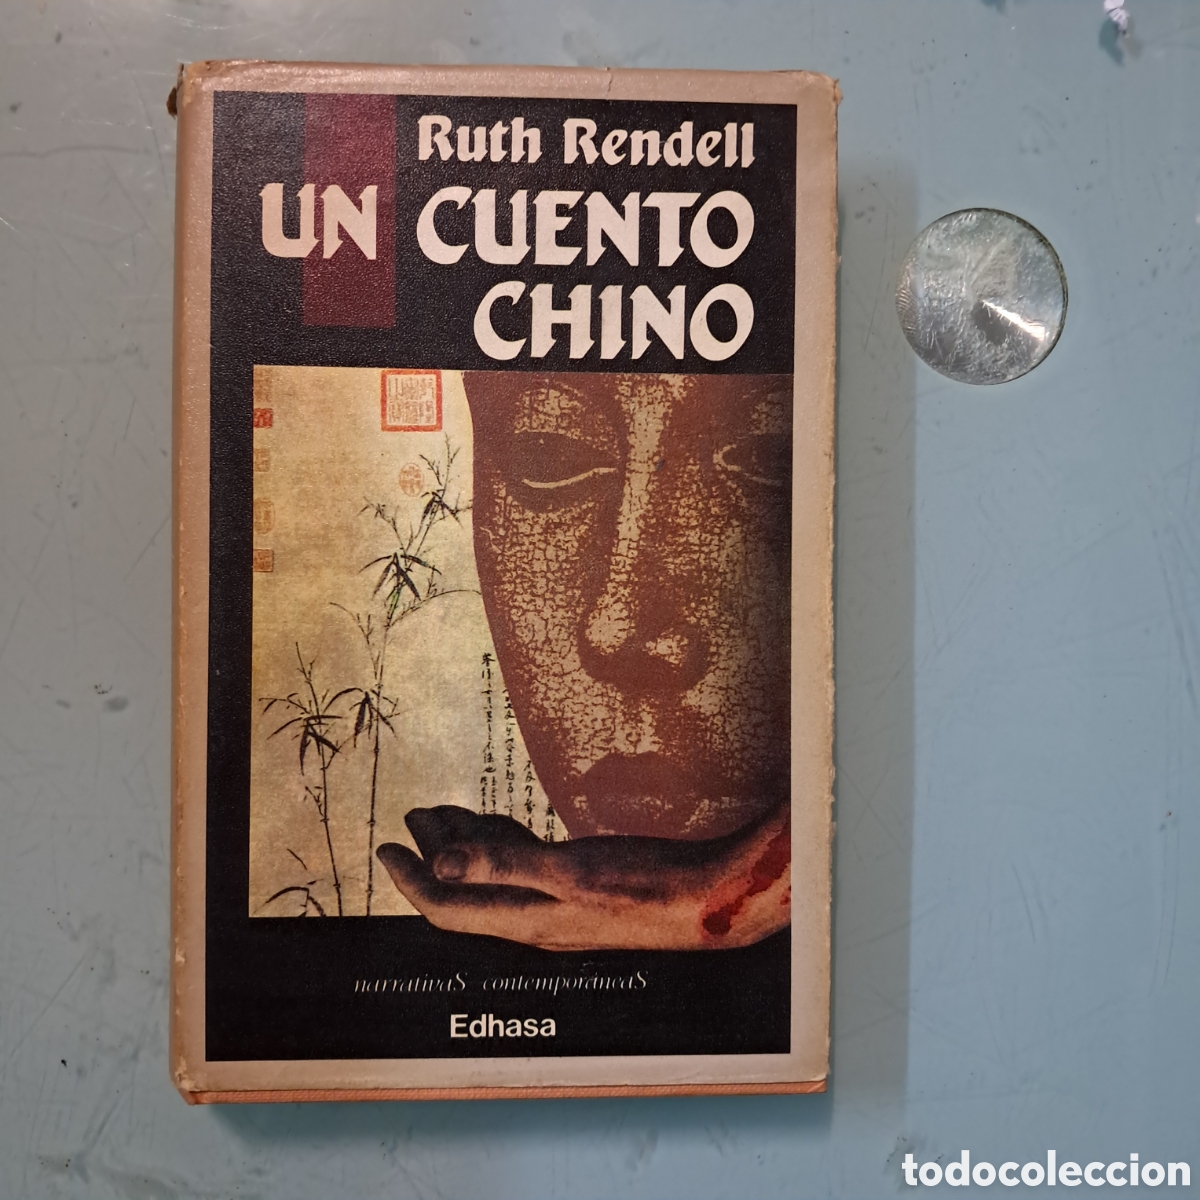 Ruth Rendell
UN CUENTO
CHINO
narrativaS contemporáneaS
Edhasa
todocoleccion